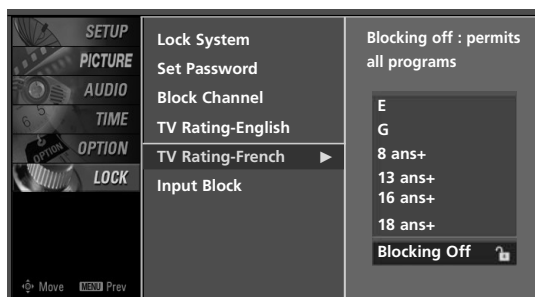 SETUP
PICTURE
AUDIO
TIME
OPTION
LOCK
Move MENU Prev
Lock System
Set Password
Block Channel
TV Rating-English
TV Rating-French
Input Block
Blocking off : permits
all programs
E
G
8 ans+
13 ans+
16 ans+
18 ans+
Blocking Off